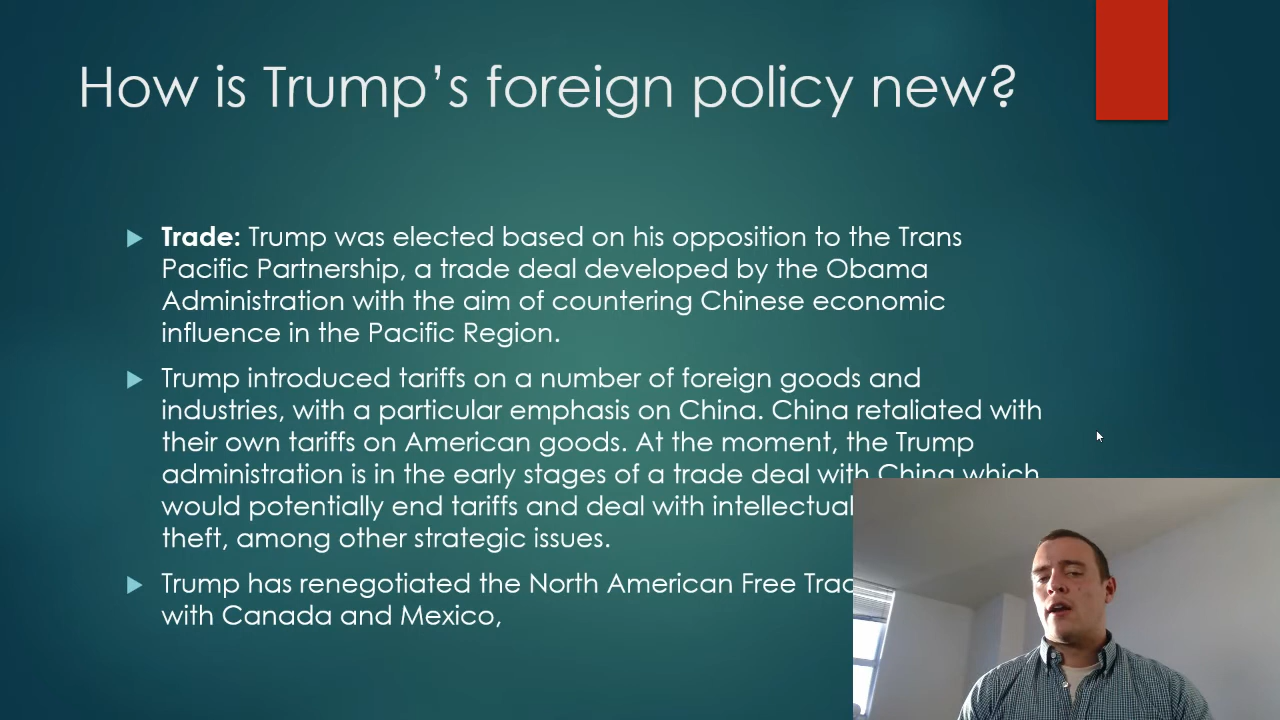 How is Trump’s foreign policy new?
Trade: Trump was elected based on his opposition to the Trans
Pacific Partnership, a trade deal developed by the Obama
Administration with the aim of countering Chinese economic
influence in the Pacific Region.
Trump introduced tariffs on a number of foreign goods and
industries, with a particular emphasis on China. China retaliated with
their own tariffs on American goods. At the moment, the Trump
administration is in the early stages of a trade deal with China which
would potentially end tariffs and deal with intellectual
theft, among other strategic issues.
Trump has renegotiated the North American Free
with Canada and Mexico,